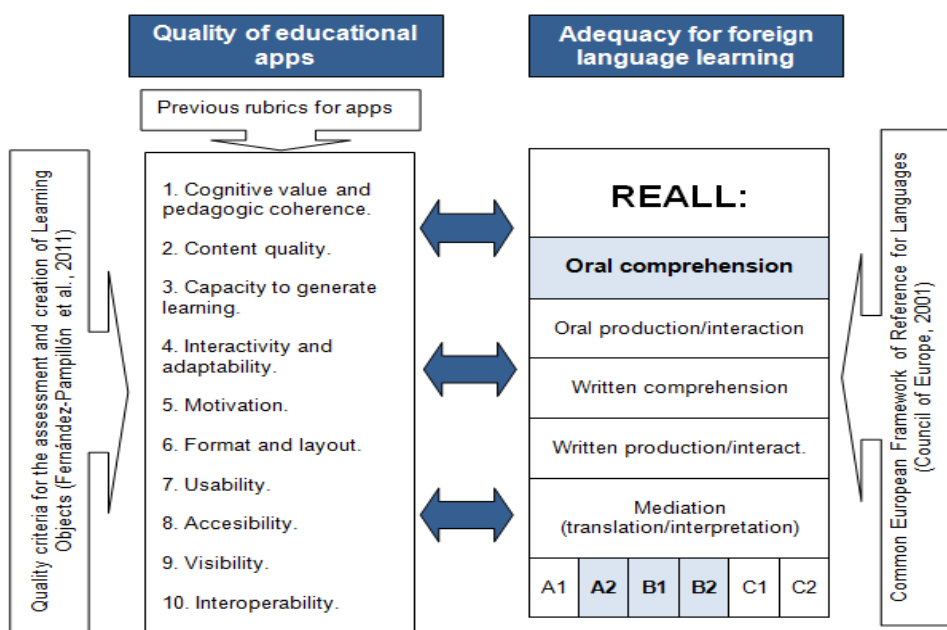 Quality of educational
apps
Adequacy for foreign
language learning
Previous rubrics for apps
Quality criteria for the assessment and creation of Learning
Objects (Fernández-Pampillón et al., 2011)
1. Cognitive value and
pedagogic coherence.
2. Content quality.
3. Capacity to generate
learning.
4. Interactivity and
adaptability.
5. Motivation.
6. Format and layout.
7. Usability.
8. Accesibility.
9. Visibility.
10. Interoperability.
REALL:
Oral comprehension
Oral production/interaction
Written comprehension
Written production/interact.
Mediation
(translation/interpretation)
A1 A2 B1 B2 C1 C2
Common European Framework of Reference for Languages
(Council of Europe, 2001)